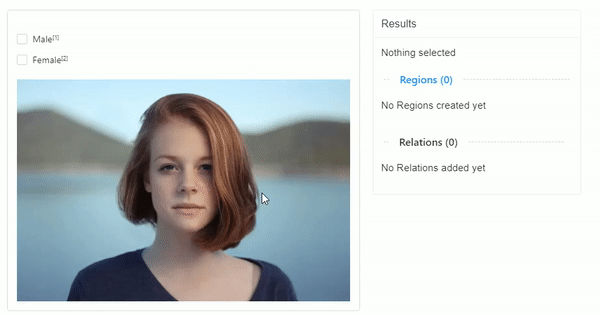 Male[1]
Female[2]
Results
Nothing selected
Regions (0)
No Regions created yet
Relations (0)
No Relations added yet